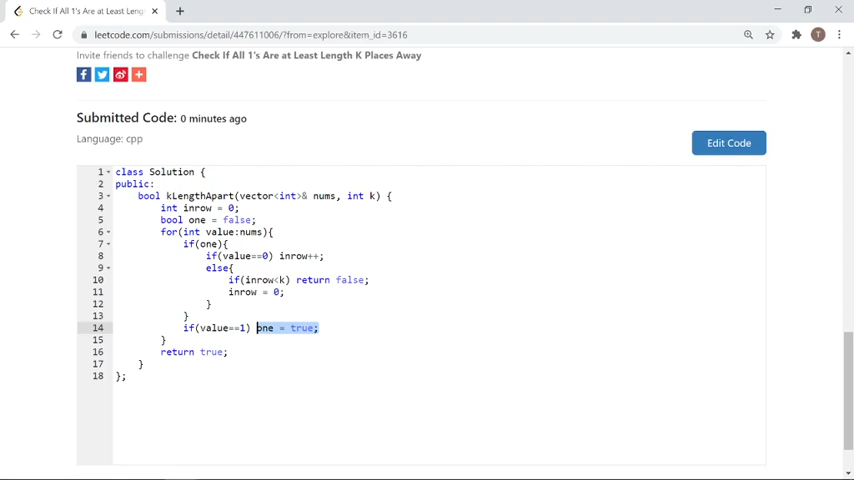 Check If All 1's Are at Least Leng
leetcode.com/submissions/detail/447611006/?from=explore&item_id=3616
T
Invite friends to challenge Check If All 1's Are at Least Length K Places Away
Submitted Code: 0 minutes ago
Language: cpp
Edit Code
1 class Solution {
2 public:
3 bool kLengthApart(vector<int>& nums, int k) {
4 int inrow = 0;
5 bool one = false;
6 for(int value:nums){
7 if(one){
8 if(value==0) inrow++;
9 else{
10 if(inrow<k) return false;
11 inrow = 0;
12 }
13 }
14 if(value==1) one = true;
15 }
16 return true;
17 }
18 };